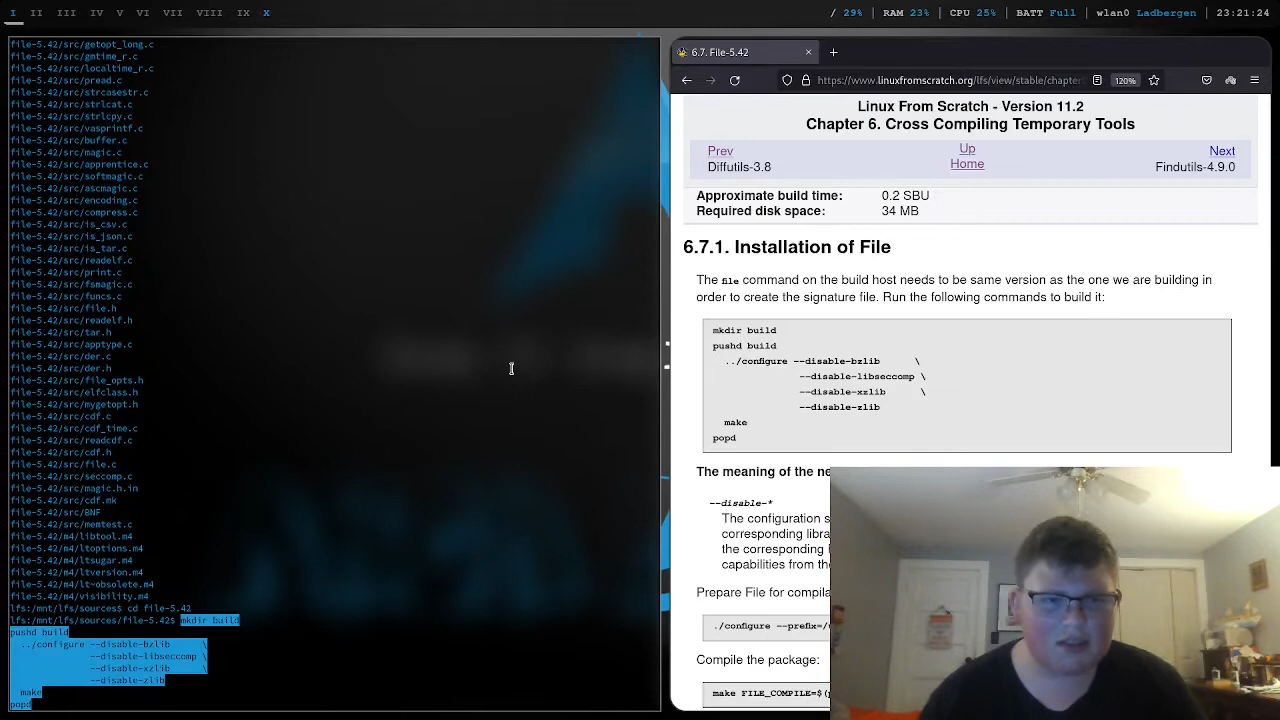 I II III IV V VI VII VIII IX X
/ 29% | RAM 23% | CPU 25% | BATT Full | wlan0 Ladbergen | 23:21:24
file-5.42/src/getopt_long.c
file-5.42/src/gmtime_r.c
file-5.42/src/localtime_r.c
file-5.42/src/pread.c
file-5.42/src/strcasestr.c
file-5.42/src/strlcat.c
file-5.42/src/strlcpy.c
file-5.42/src/vasprintf.c
file-5.42/src/buffer.c
file-5.42/src/magic.c
file-5.42/src/apprentice.c
file-5.42/src/softmagic.c
file-5.42/src/ascmagic.c
file-5.42/src/encoding.c
file-5.42/src/compress.c
file-5.42/src/is_csv.c
file-5.42/src/is_json.c
file-5.42/src/is_tar.c
file-5.42/src/readelf.c
file-5.42/src/print.c
file-5.42/src/fsmagic.c
file-5.42/src/funcs.c
file-5.42/src/file.h
file-5.42/src/readelf.h
file-5.42/src/tar.h
file-5.42/src/apptype.c
file-5.42/src/der.c
file-5.42/src/der.h
file-5.42/src/file_opts.h
file-5.42/src/elfclass.h
file-5.42/src/mygetopt.h
file-5.42/src/cdf.c
file-5.42/src/cdf_time.c
file-5.42/src/readcdf.c
file-5.42/src/cdf.h
file-5.42/src/file.c
file-5.42/src/seccomp.c
file-5.42/src/magic.h.in
file-5.42/src/cdf.mk
file-5.42/src/BNF
file-5.42/src/memtest.c
file-5.42/m4/libtool.m4
file-5.42/m4/ltoptions.m4
file-5.42/m4/ltsugar.m4
file-5.42/m4/ltversion.m4
file-5.42/m4/lt~obsolete.m4
file-5.42/m4/visibility.m4
lfs:/mnt/lfs/sources$ cd file-5.42
lfs:/mnt/lfs/sources/file-5.42$ mkdir build
pushd build
../configure --disable-bzlib \
--disable-libseccomp \
--disable-xzlib \
--disable-zlib
make
popd
6.7. File-5.42
https://www.linuxfromscratch.org/lfs/view/stable/chapter
120%
Linux From Scratch - Version 11.2
Chapter 6. Cross Compiling Temporary Tools
Prev Up Next
Diffutils-3.8 Home Findutils-4.9.0
Approximate build time: 0.2 SBU
Required disk space: 34 MB
6.7.1. Installation of File
The file command on the build host needs to be same version as the one we are building in
order to create the signature file. Run the following commands to build it:
mkdir build
pushd build
../configure --disable-bzlib \
--disable-libseccomp \
--disable-xzlib \
--disable-zlib
make
popd
The meaning of the ne
--disable-*
The configuration s
corresponding libra
the corresponding i
capabilities from the
Prepare File for compila
./configure --prefix=/
Compile the package:
make FILE_COMPILE=$(p